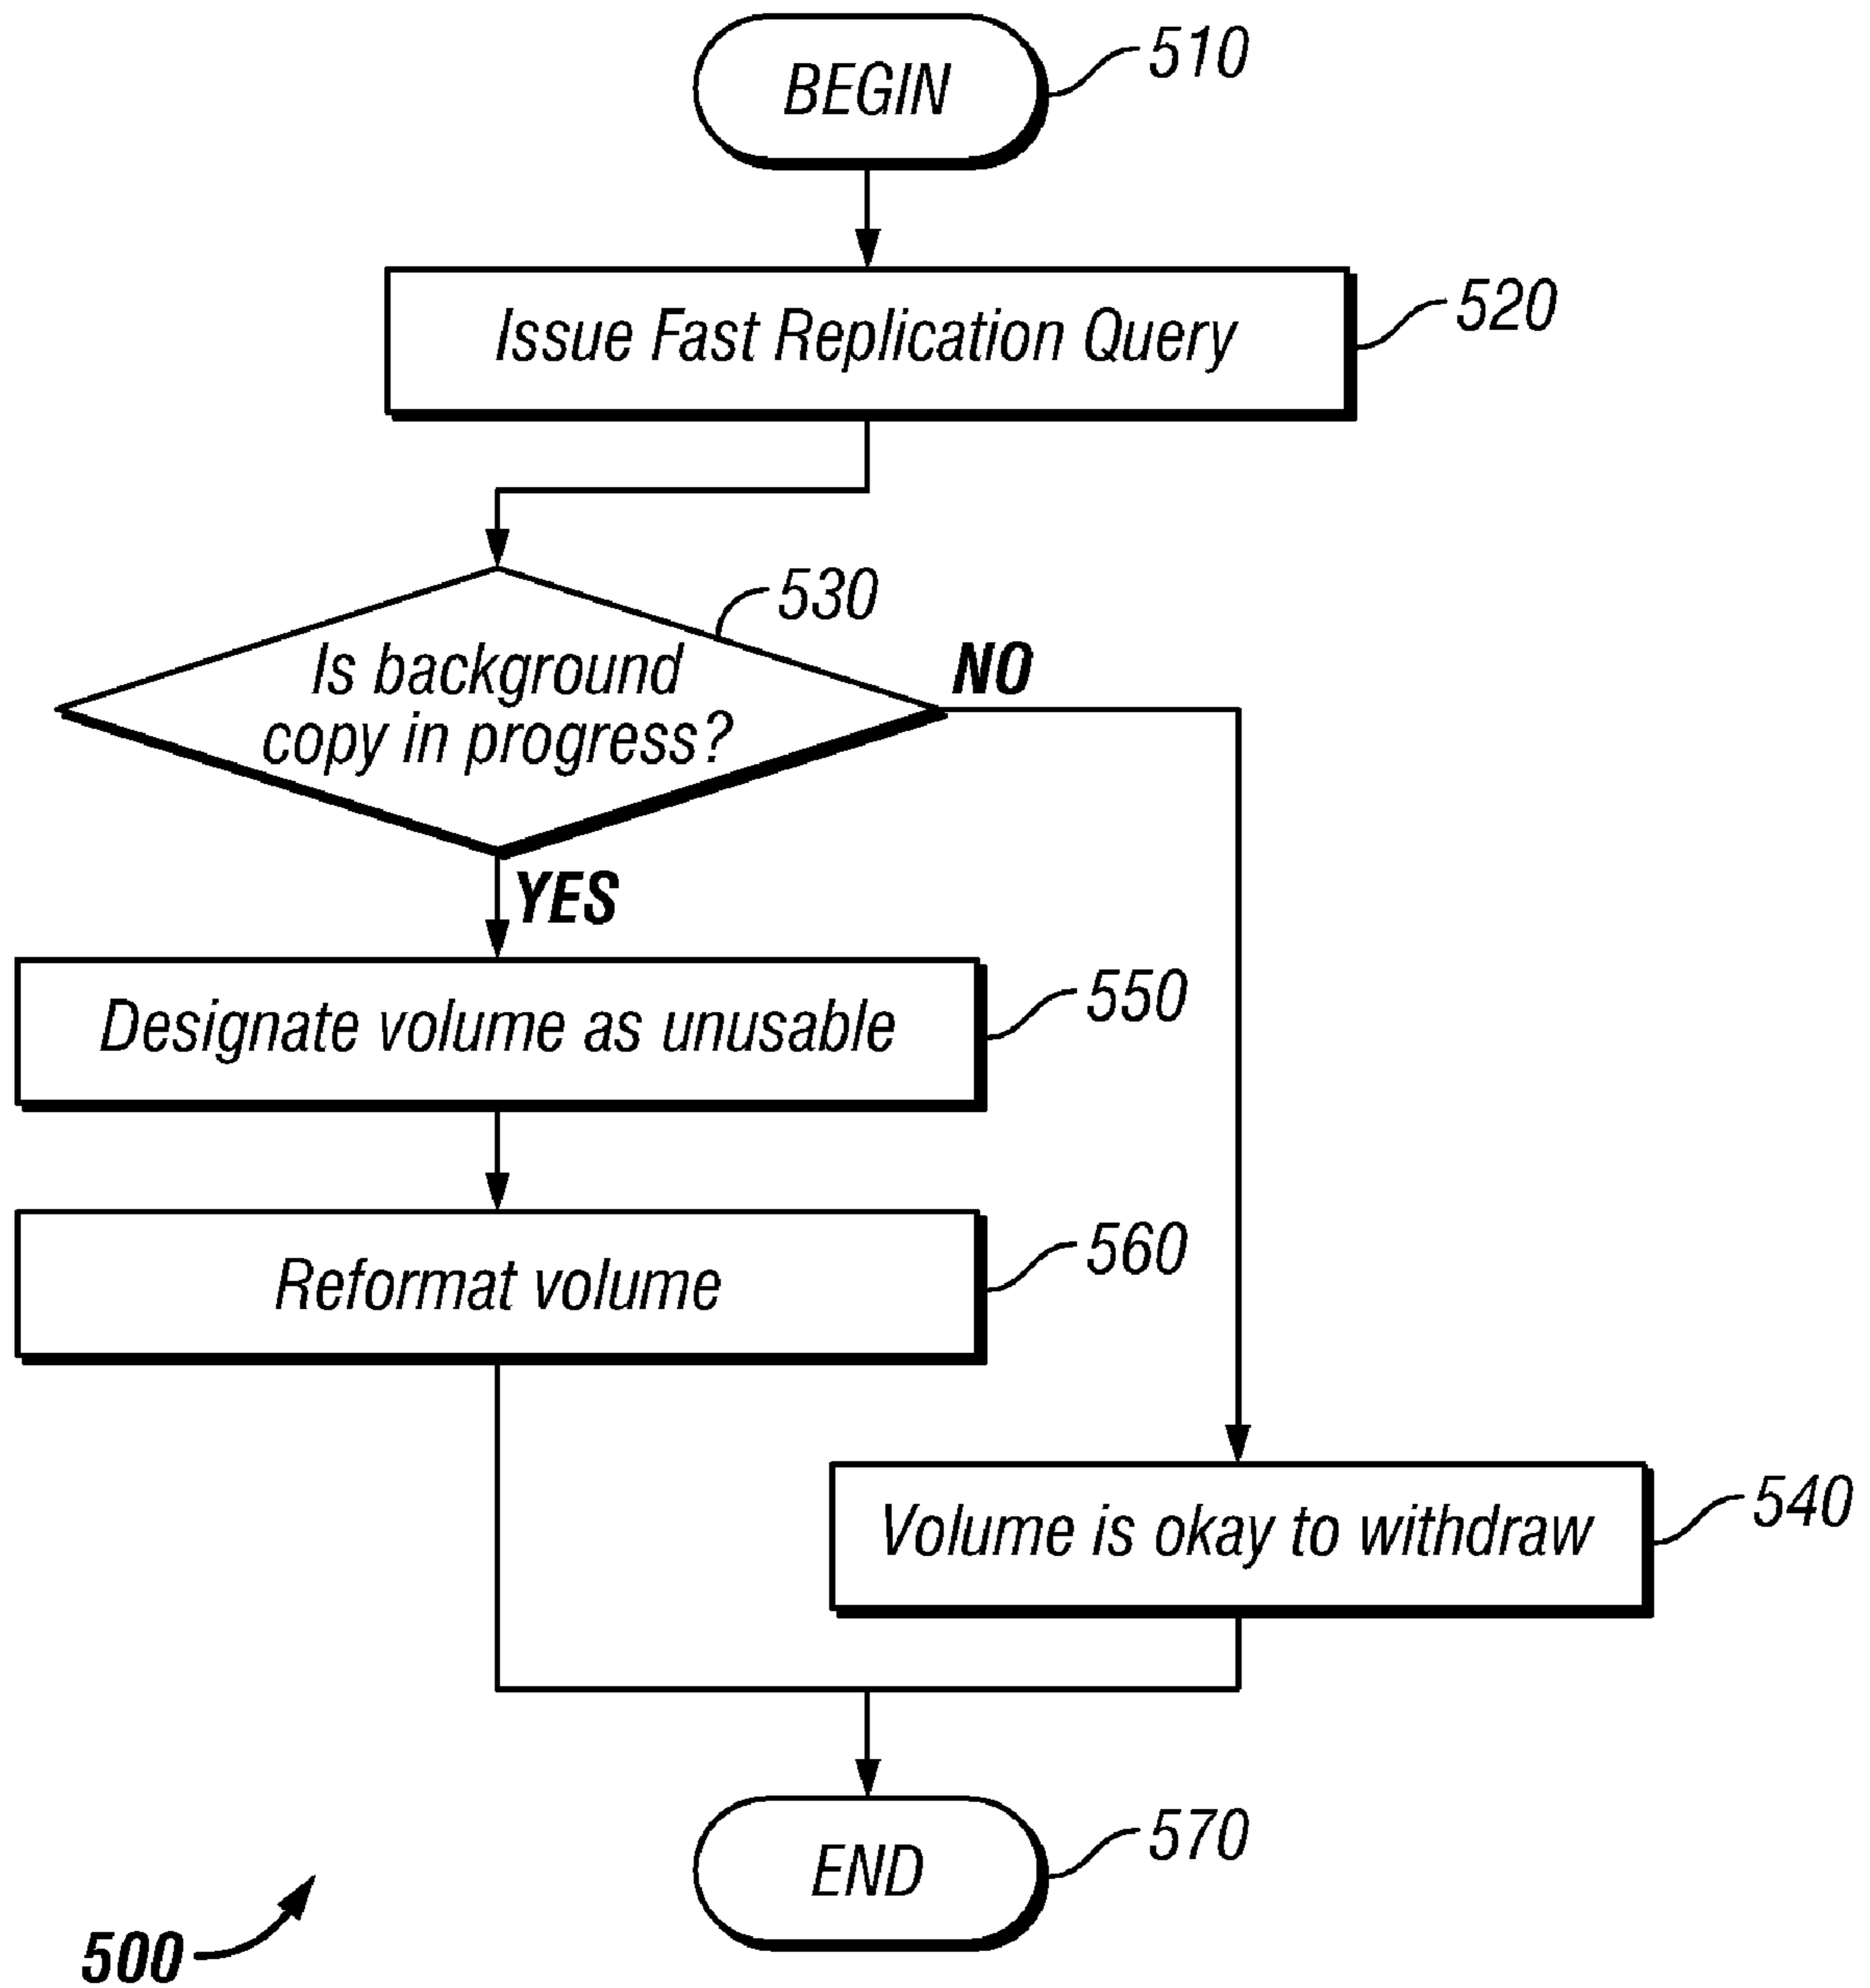 BEGIN
510
Issue Fast Replication Query
520
530
Is background
copy in progress?
NO
YES
Designate volume as unusable
550
Reformat volume
560
Volume is okay to withdraw
540
END
570
500